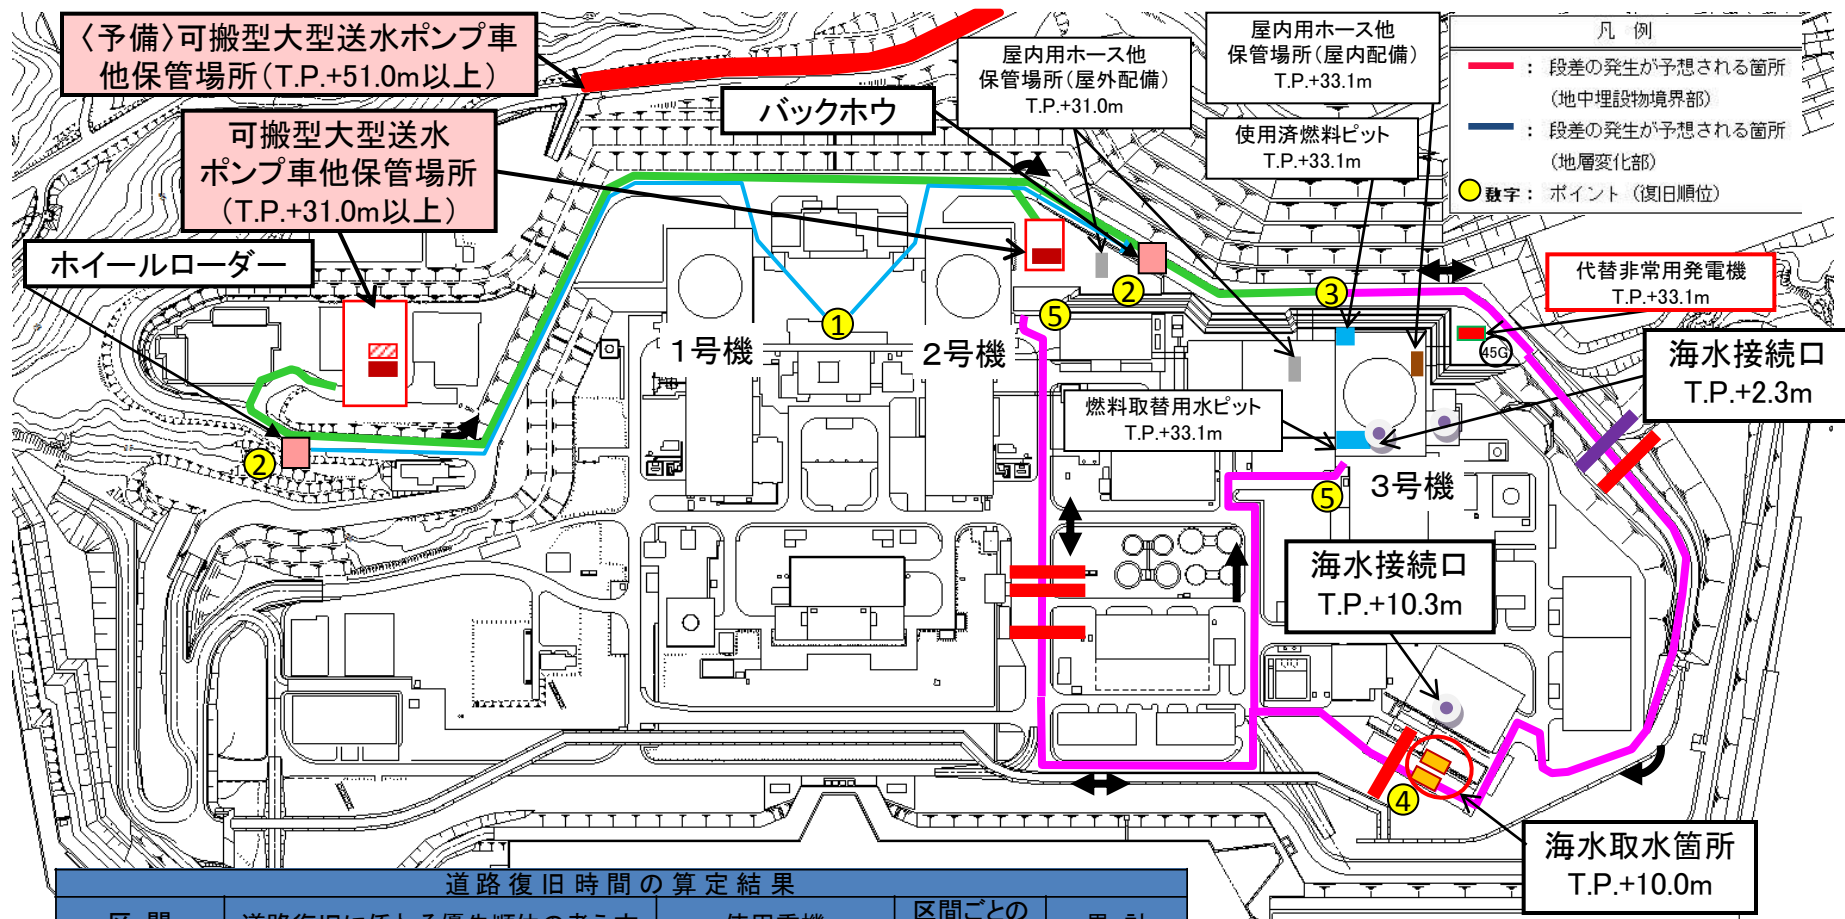 〈予備〉可搬型大型送水ポンプ車
他保管場所(T.P.+51.0m以上)
可搬型大型送水
ポンプ車他保管場所
(T.P.+31.0m以上)
ホイールローダー
バックホウ
屋内用ホース他
保管場所(屋外配備)
T.P.+31.0m
屋内用ホース他
保管場所(屋内配備)
T.P.+33.1m
使用済燃料ピット
T.P.+33.1m
凡 例
: 段差の発生が予想される箇所
(地中埋設物境界部)
: 段差の発生が予想される箇所
(地層変化部)
数字: ポイント (復旧順位)
代替非常用発電機
T.P.+33.1m
45G
海水接続口
T.P.+2.3m
1号機
2号機
3号機
1
2
2
3
5
5
4
燃料取替用水ピット
T.P.+33.1m
海水接続口
T.P.+10.3m
海水取水箇所
T.P.+10.0m
道路復旧時間の算定結果
区間ごとの